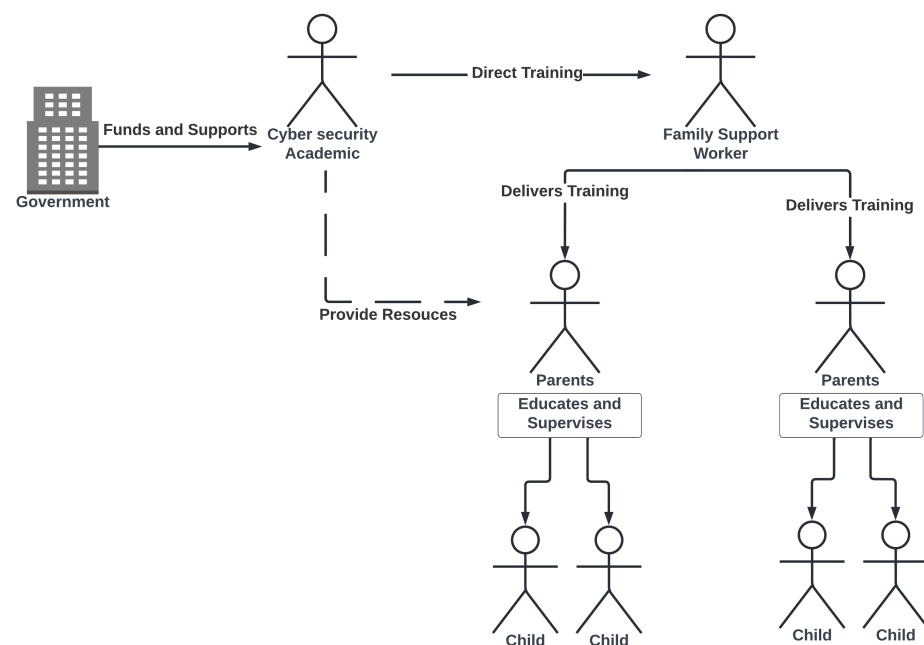 Direct Training
Funds and Supports
Cyber security
Academic
Family Support
Worker
Government
Delivers Training
Delivers Training
Provide Resouces
Parents
Parents
Educates and
Supervises
Educates and
Supervises
Child
Child
Child
Child